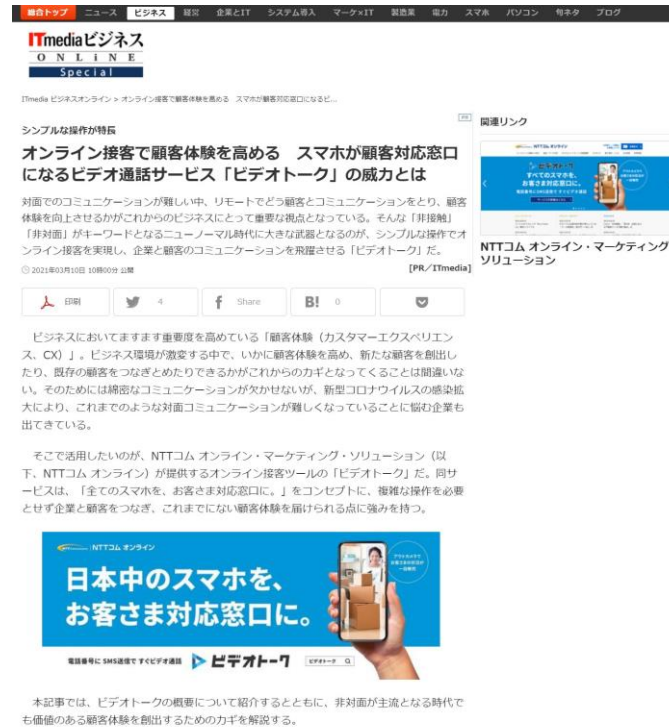 総合トップ ニュース ビジネス 経営 企業とIT システム導入 マーケ×IT 製造業 電力 スマホ パソコン 旬ネタ ブログ
ITmediaビジネス
ONLiNE
Special
ITmedia ビジネスオンライン > オンライン接客で顧客体験を高める スマホが顧客対応窓口になるビ...
PR
シンプルな操作が特長
オンライン接客で顧客体験を高める スマホが顧客対応窓口
になるビデオ通話サービス「ビデオトーク」の威力とは
対面でのコミュニケーションが難しい中、リモートでどう顧客とコミュニケーションをとり、顧客
体験を向上させるかがこれからのビジネスにとって重要な視点となっている。そんな「非接触」
「非対面」がキーワードとなるニューノーマル時代に大きな武器となるのが、シンプルな操作でオ
ンライン接客を実現し、企業と顧客のコミュニケーションを飛躍させる「ビデオトーク」だ。
2021年03月10日 10時00分 公開
[PR/ITmedia]
印刷 4 Share B! 0
ビジネスにおいてますます重要度を高めている「顧客体験(カスタマーエクスペリエン
ス、CX)」。ビジネス環境が激変する中で、いかに顧客体験を高め、新たな顧客を創出し
たり、既存の顧客をつなぎとめたりできるかがこれからのカギとなってくることは間違いな
い。そのためには綿密なコミュニケーションが欠かせないが、新型コロナウイルスの感染拡
大により、これまでのような対面コミュニケーションが難しくなっていることに悩む企業も
出てきている。
そこで活用したいのが、NTTコム オンライン・マーケティング・ソリューション(以
下、NTTコム オンライン)が提供するオンライン接客ツールの「ビデオトーク」だ。同サ
ービスは、「全てのスマホを、お客さま対応窓口に。」をコンセプトに、複雑な操作を必要
とせず企業と顧客をつなぎ、これまでにない顧客体験を届けられる点に強みを持つ。
NTTコム オンライン
日本中のスマホを、
お客さま対応窓口に。
電話番号に SMS送信で すぐビデオ通話 ビデオトーク ビデオトーク
アウトカメラで
お客さまの状況が
一目瞭然
本記事では、ビデオトークの概要について紹介するとともに、非対面が主流となる時代で
も価値のある顧客体験を創出するためのカギを解説する。
関連リンク
ビデオトーク
すべてのスマホを、
お客さま対応窓口に。
NTTコム オンライン・マーケティング・
ソリューション